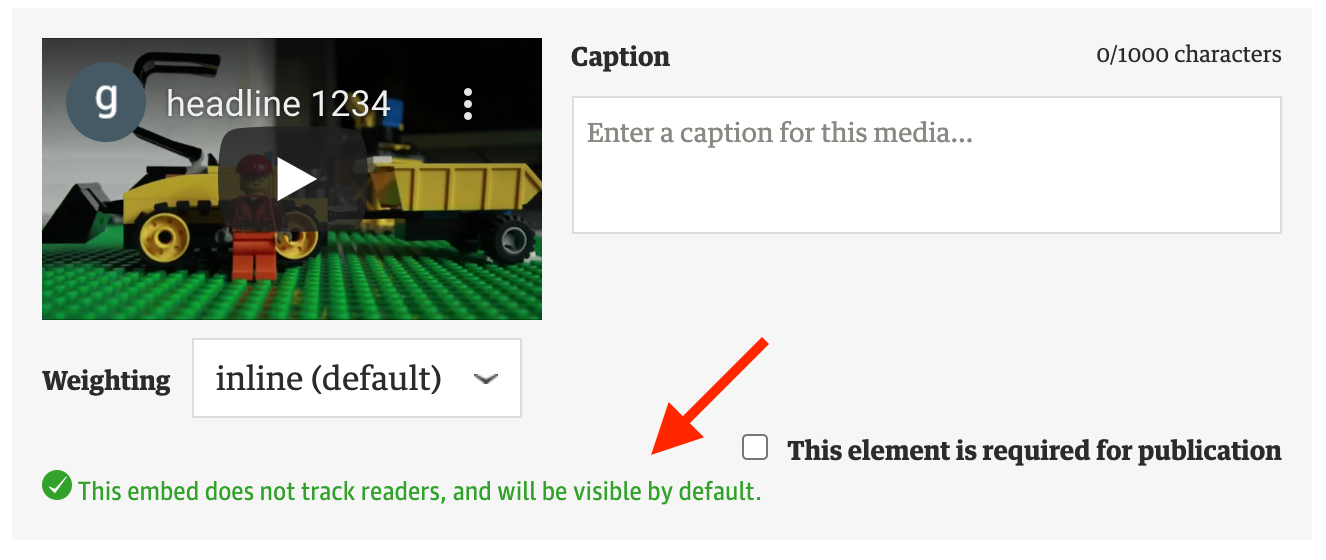 g
headline 1234
Caption
0/1000 characters
Enter a caption for this media...
Weighting
inline (default)
This element is required for publication
This embed does not track readers, and will be visible by default.